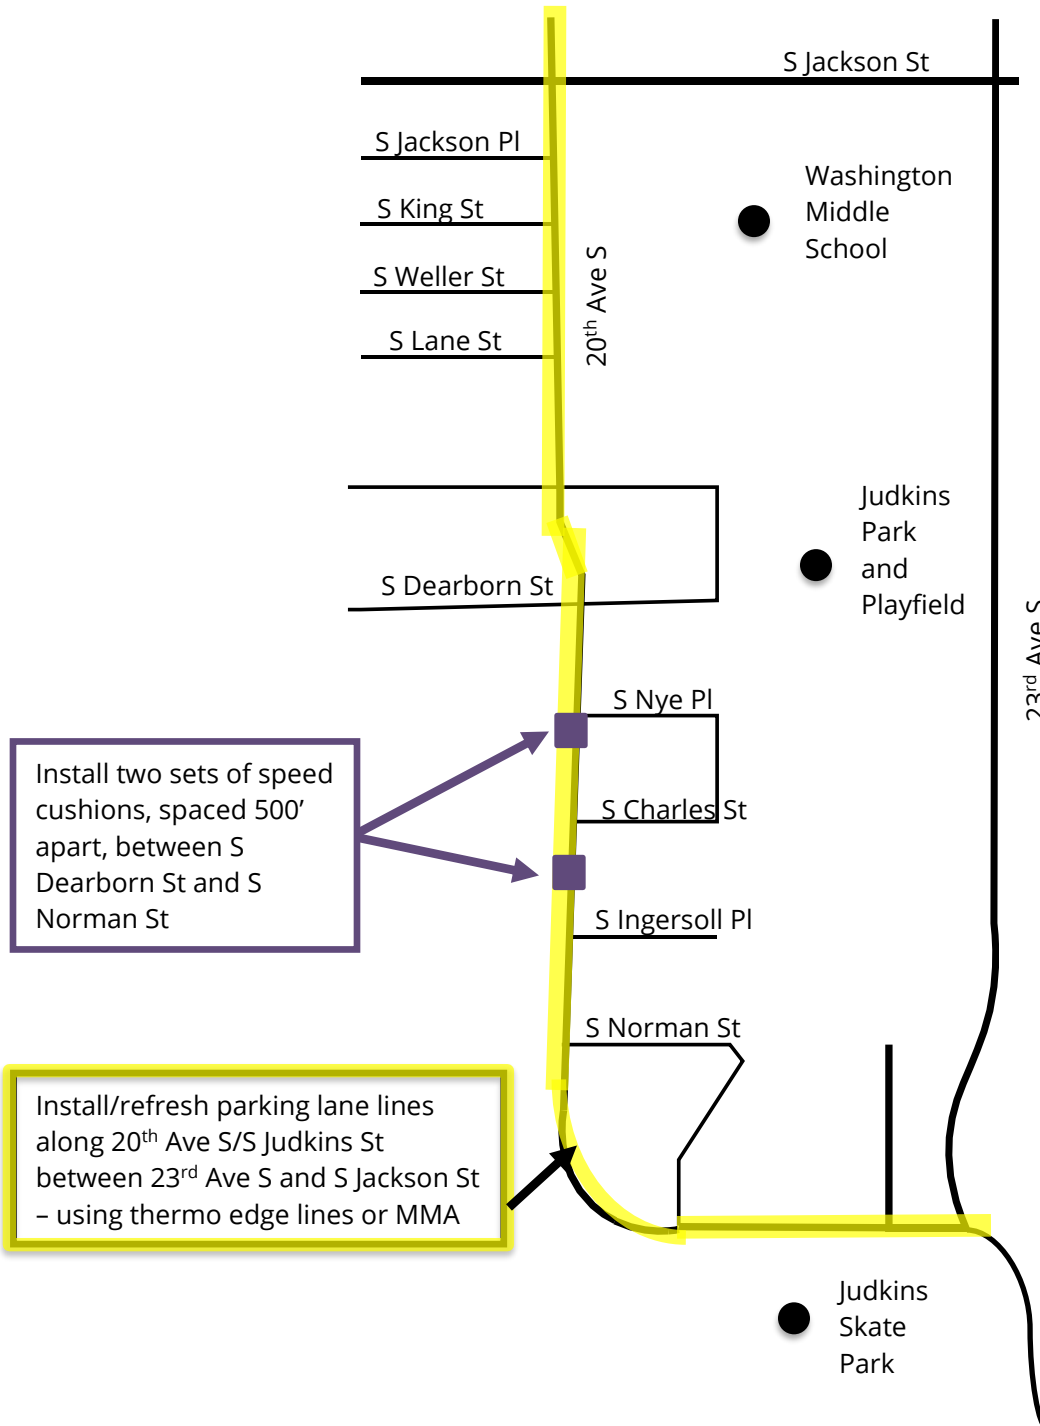 S Jackson St
S Jackson Pl
S King St
S Weller St
S Lane St
20th Ave S
Washington
Middle
School
Judkins
Park
and
Playfield
S Dearborn St
23rd Ave S
S Nye Pl
S Charles St
Install two sets of speed
cushions, spaced 500’
apart, between S
Dearborn St and S
Norman St
S Ingersoll Pl
S Norman St
Install/refresh parking lane lines
along 20th Ave S/S Judkins St
between 23rd Ave S and S Jackson St
– using thermo edge lines or MMA
Judkins
Skate
Park